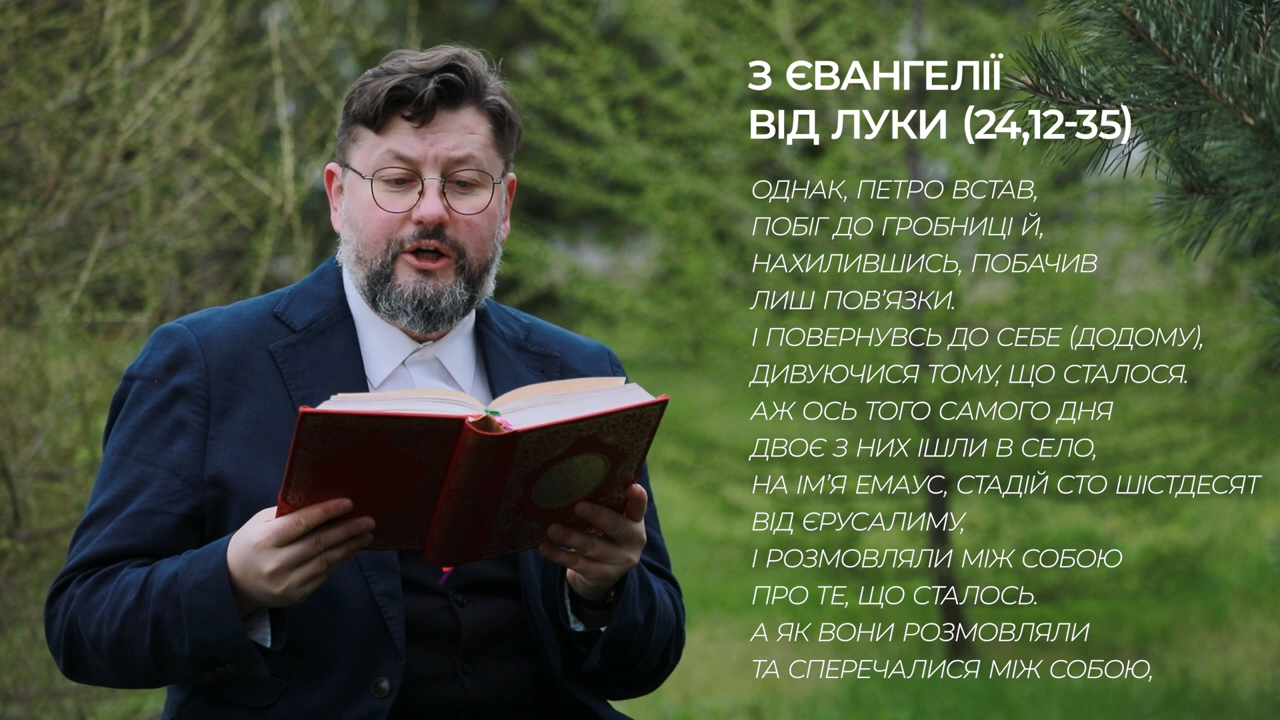 З ЄВАНГЕЛІЇ
ВІД ЛУКИ (24,12-35)
ОДНАК, ПЕТРО ВСТАВ,
ПОБІГ ДО ГРОБНИЦІ Й,
НАХИЛИВШИСЬ, ПОБАЧИВ
ЛИШ ПОВ’ЯЗКИ.
І ПОВЕРНУВСЬ ДО СЕБЕ (ДОДОМУ),
ДИВУЮЧИСЯ ТОМУ, ЩО СТАЛОСЯ.
АЖ ОСЬ ТОГО САМОГО ДНЯ
ДВОЄ З НИХ ІШЛИ В СЕЛО,
НА ІМ’Я ЕМАУС, СТАДІЙ СТО ШІСТДЕСЯТ
ВІД ЄРУСАЛИМУ,
І РОЗМОВЛЯЛИ МІЖ СОБОЮ
ПРО ТЕ, ЩО СТАЛОСЬ.
А ЯК ВОНИ РОЗМОВЛЯЛИ
ТА СПЕРЕЧАЛИСЯ МІЖ СОБОЮ,